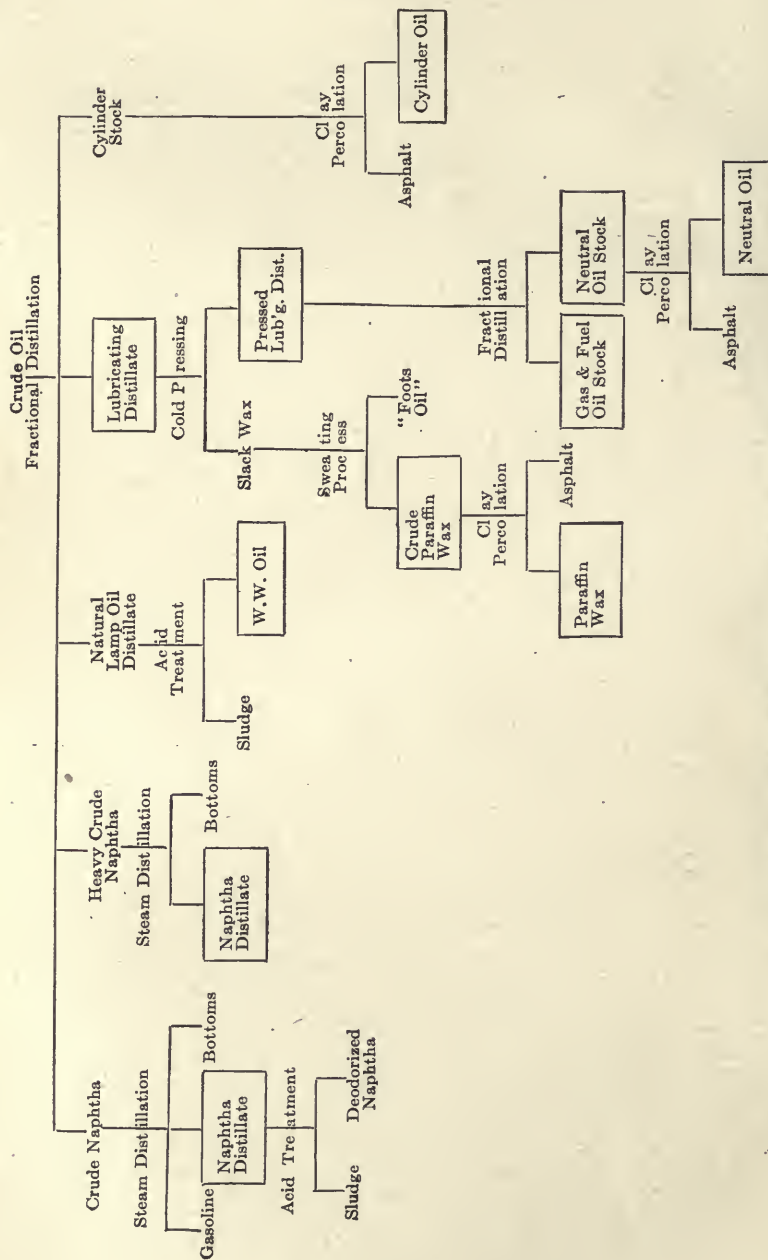 Crude Oil
Fractional Distillation
Crude Naphtha
Steam Distillation
Gasoline
Naphtha
Distillate
Bottoms
Acid Treatment
Sludge
Deodorized
Naphtha
Heavy Crude
Naphtha
Steam Distillation
Naphtha
Distillate
Bottoms
Natural
Lamp Oil
Distillate
Acid
Treatment
Sludge
W.W. Oil
Lubricating
Distillate
Cold Pressing
Slack Wax
Pressed
Lub'g. Dist.
Sweating
Process
Crude
Paraffin
Wax
"Foots
Oil"
Clay
Percolation
Paraffin
Wax
Asphalt
Fractional
Distillation
Gas & Fuel
Oil Stock
Neutral
Oil Stock
Clay
Percolation
Asphalt
Neutral Oil
Cylinder
Stock
Clay
Percolation
Asphalt
Cylinder Oil